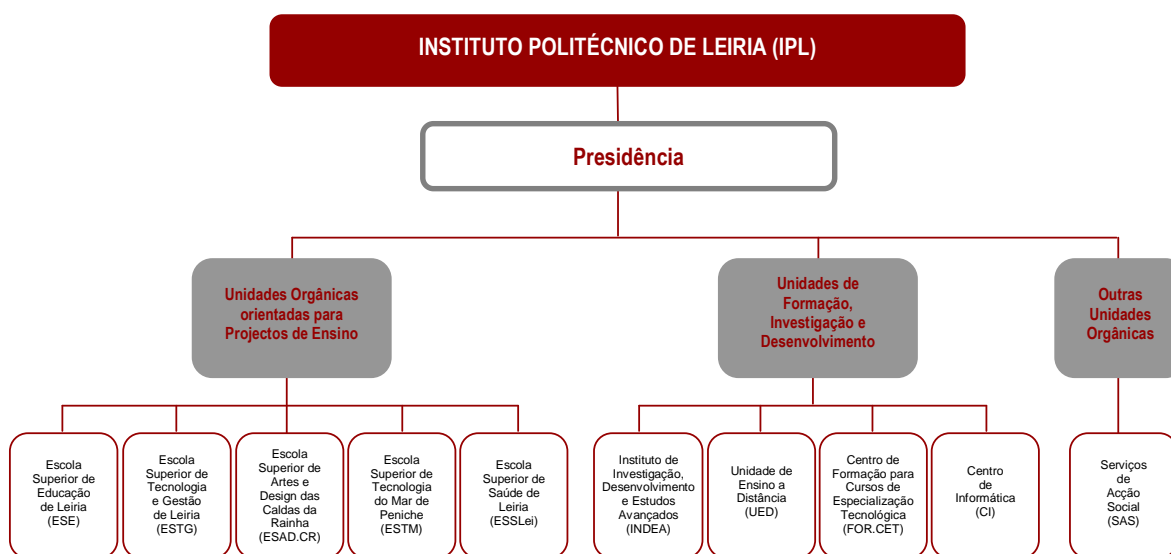 INSTITUTO POLITÉCNICO DE LEIRIA (IPL)
Presidência
Unidades Orgânicas
orientadas para
Projectos de Ensino
Unidades de
Formação,
Investigação e
Desenvolvimento
Outras
Unidades
Orgânicas
Escola
Superior de
Educação
de Leiria
(ESE)
Escola
Superior de
Tecnologia
e Gestão
de Leiria
(ESTG)
Escola
Superior de
Artes e
Design das
Caldas da
Rainha
(ESAD.CR)
Escola
Superior de
Tecnologia
do Mar de
Peniche
(ESTM)
Escola
Superior de
Saúde de
Leiria
(ESSLei)
Instituto de
Investigação,
Desenvolvimento
e Estudos
Avançados
(INDEA)
Unidade de
Ensino a
Distância
(UED)
Centro de
Formação para
Cursos de
Especialização
Tecnológica
(FOR.CET)
Centro
de
Informática
(CI)
Serviços
de
Acção
Social
(SAS)